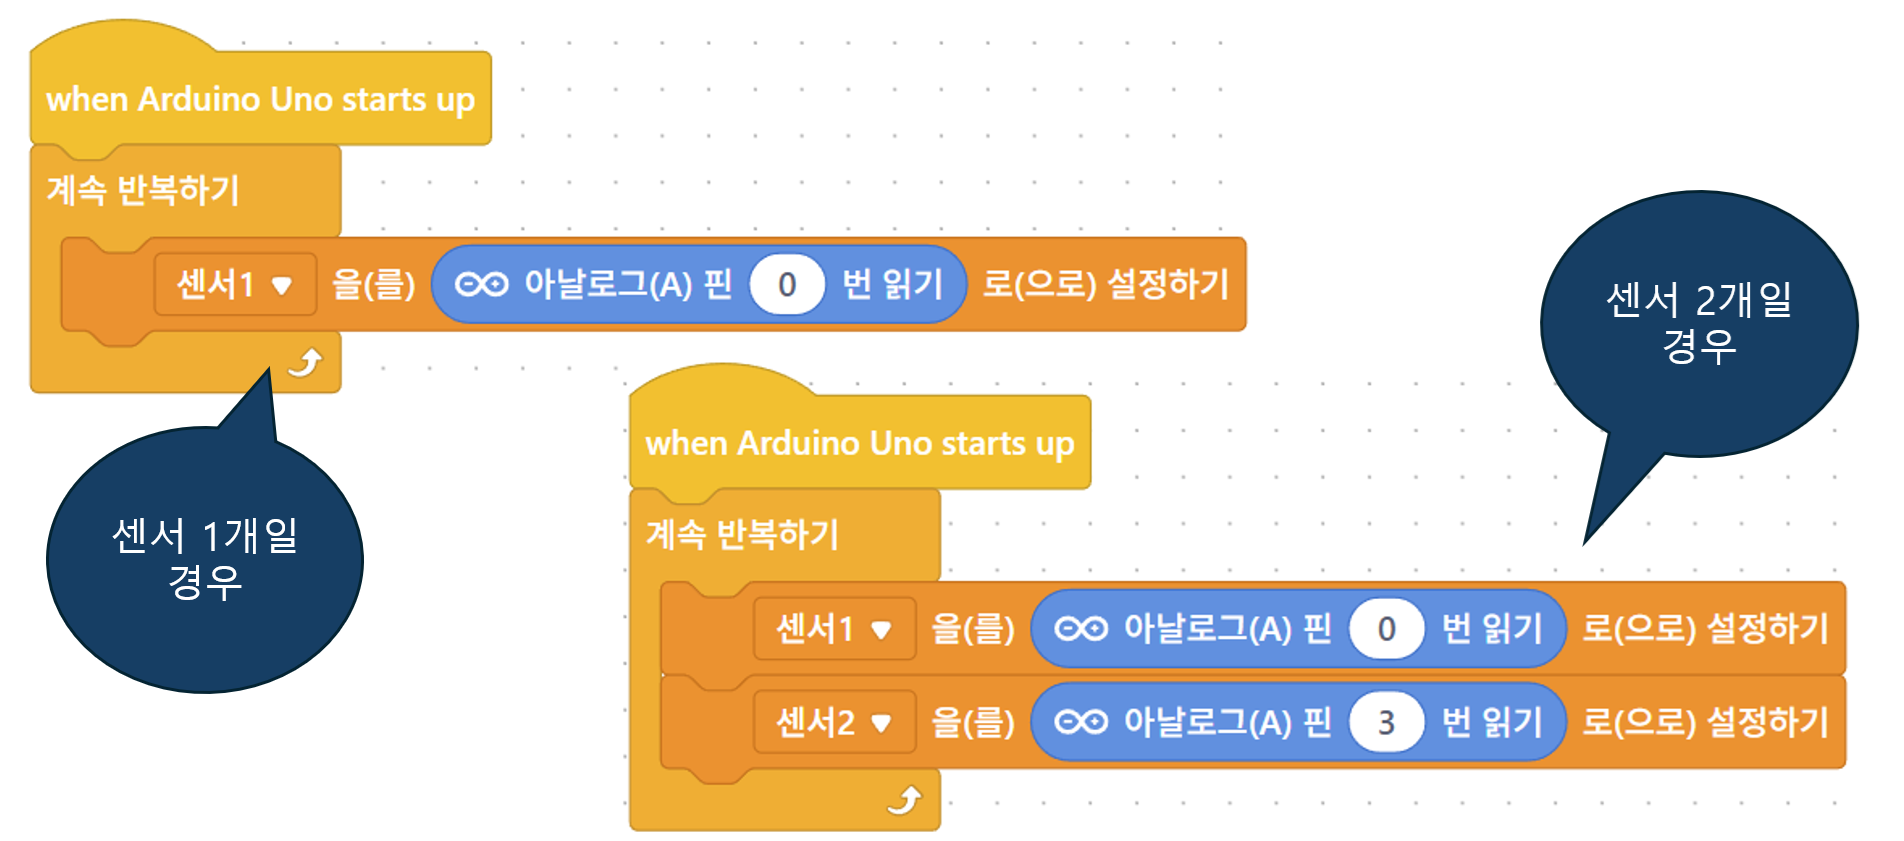 when Arduino Uno starts up
계속 반복하기
센서1 을(를) 아날로그(A) 핀 0 번 읽기 로(으로) 설정하기
센서 1개일
경우
센서 2개일
경우
when Arduino Uno starts up
계속 반복하기
센서1 을(를) 아날로그(A) 핀 0 번 읽기 로(으로) 설정하기
센서2 을(를) 아날로그(A) 핀 3 번 읽기 로(으로) 설정하기